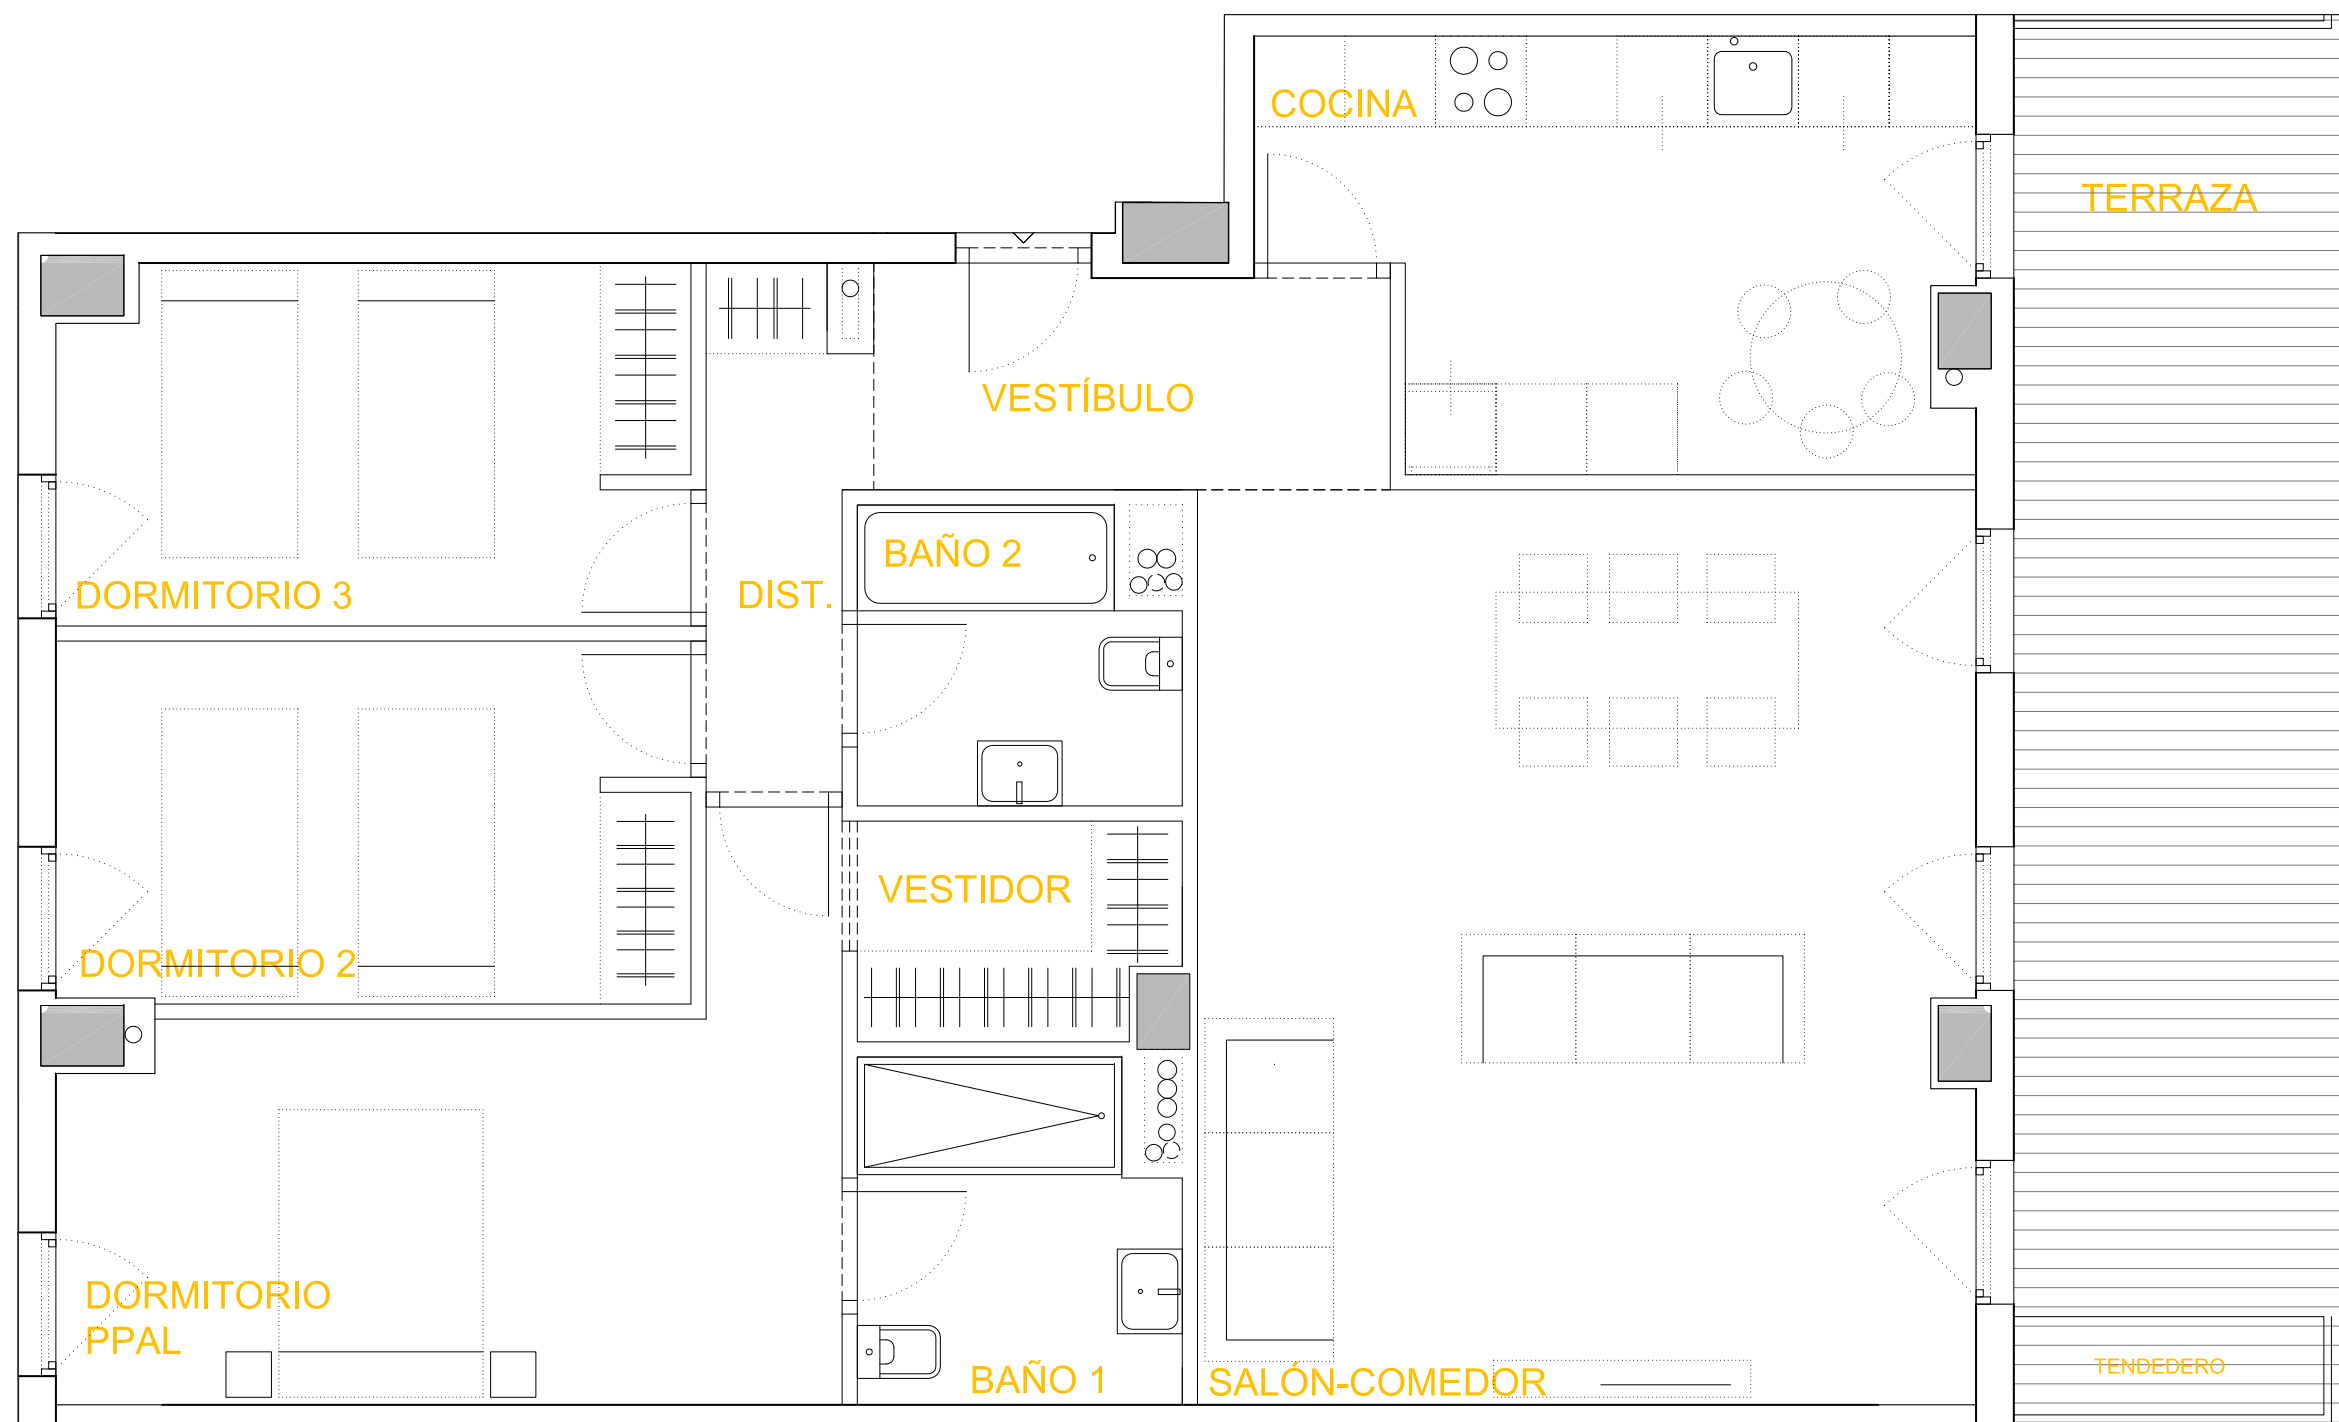 COCINA
TERRAZA
VESTÍBULO
BAÑO 2
DORMITORIO 3
DIST.
VESTIDOR
DORMITORIO 2
DORMITORIO
PPAL
BAÑO 1
SALÓN-COMEDOR
TENDEDERO